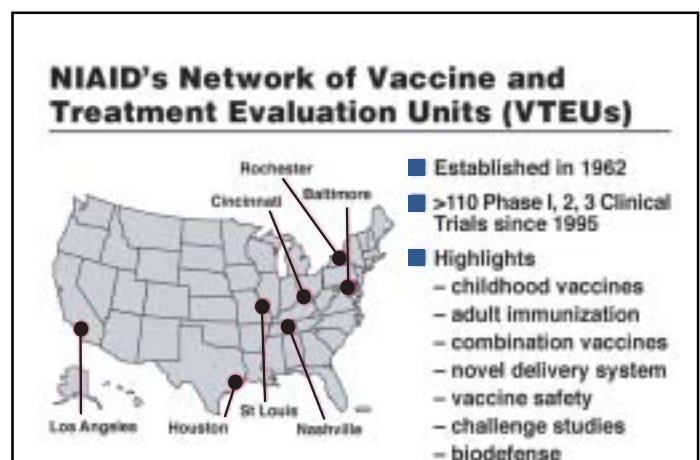 NIAID's Network of Vaccine and
Treatment Evaluation Units (VTEUs)
Rochester
Cincinnati
Baltimore
Los Angeles
Houston
St Louis
Nashville
Established in 1962
>110 Phase I, 2, 3 Clinical
Trials since 1995
Highlights
– childhood vaccines
– adult immunization
– combination vaccines
– novel delivery system
– vaccine safety
– challenge studies
– biodefense